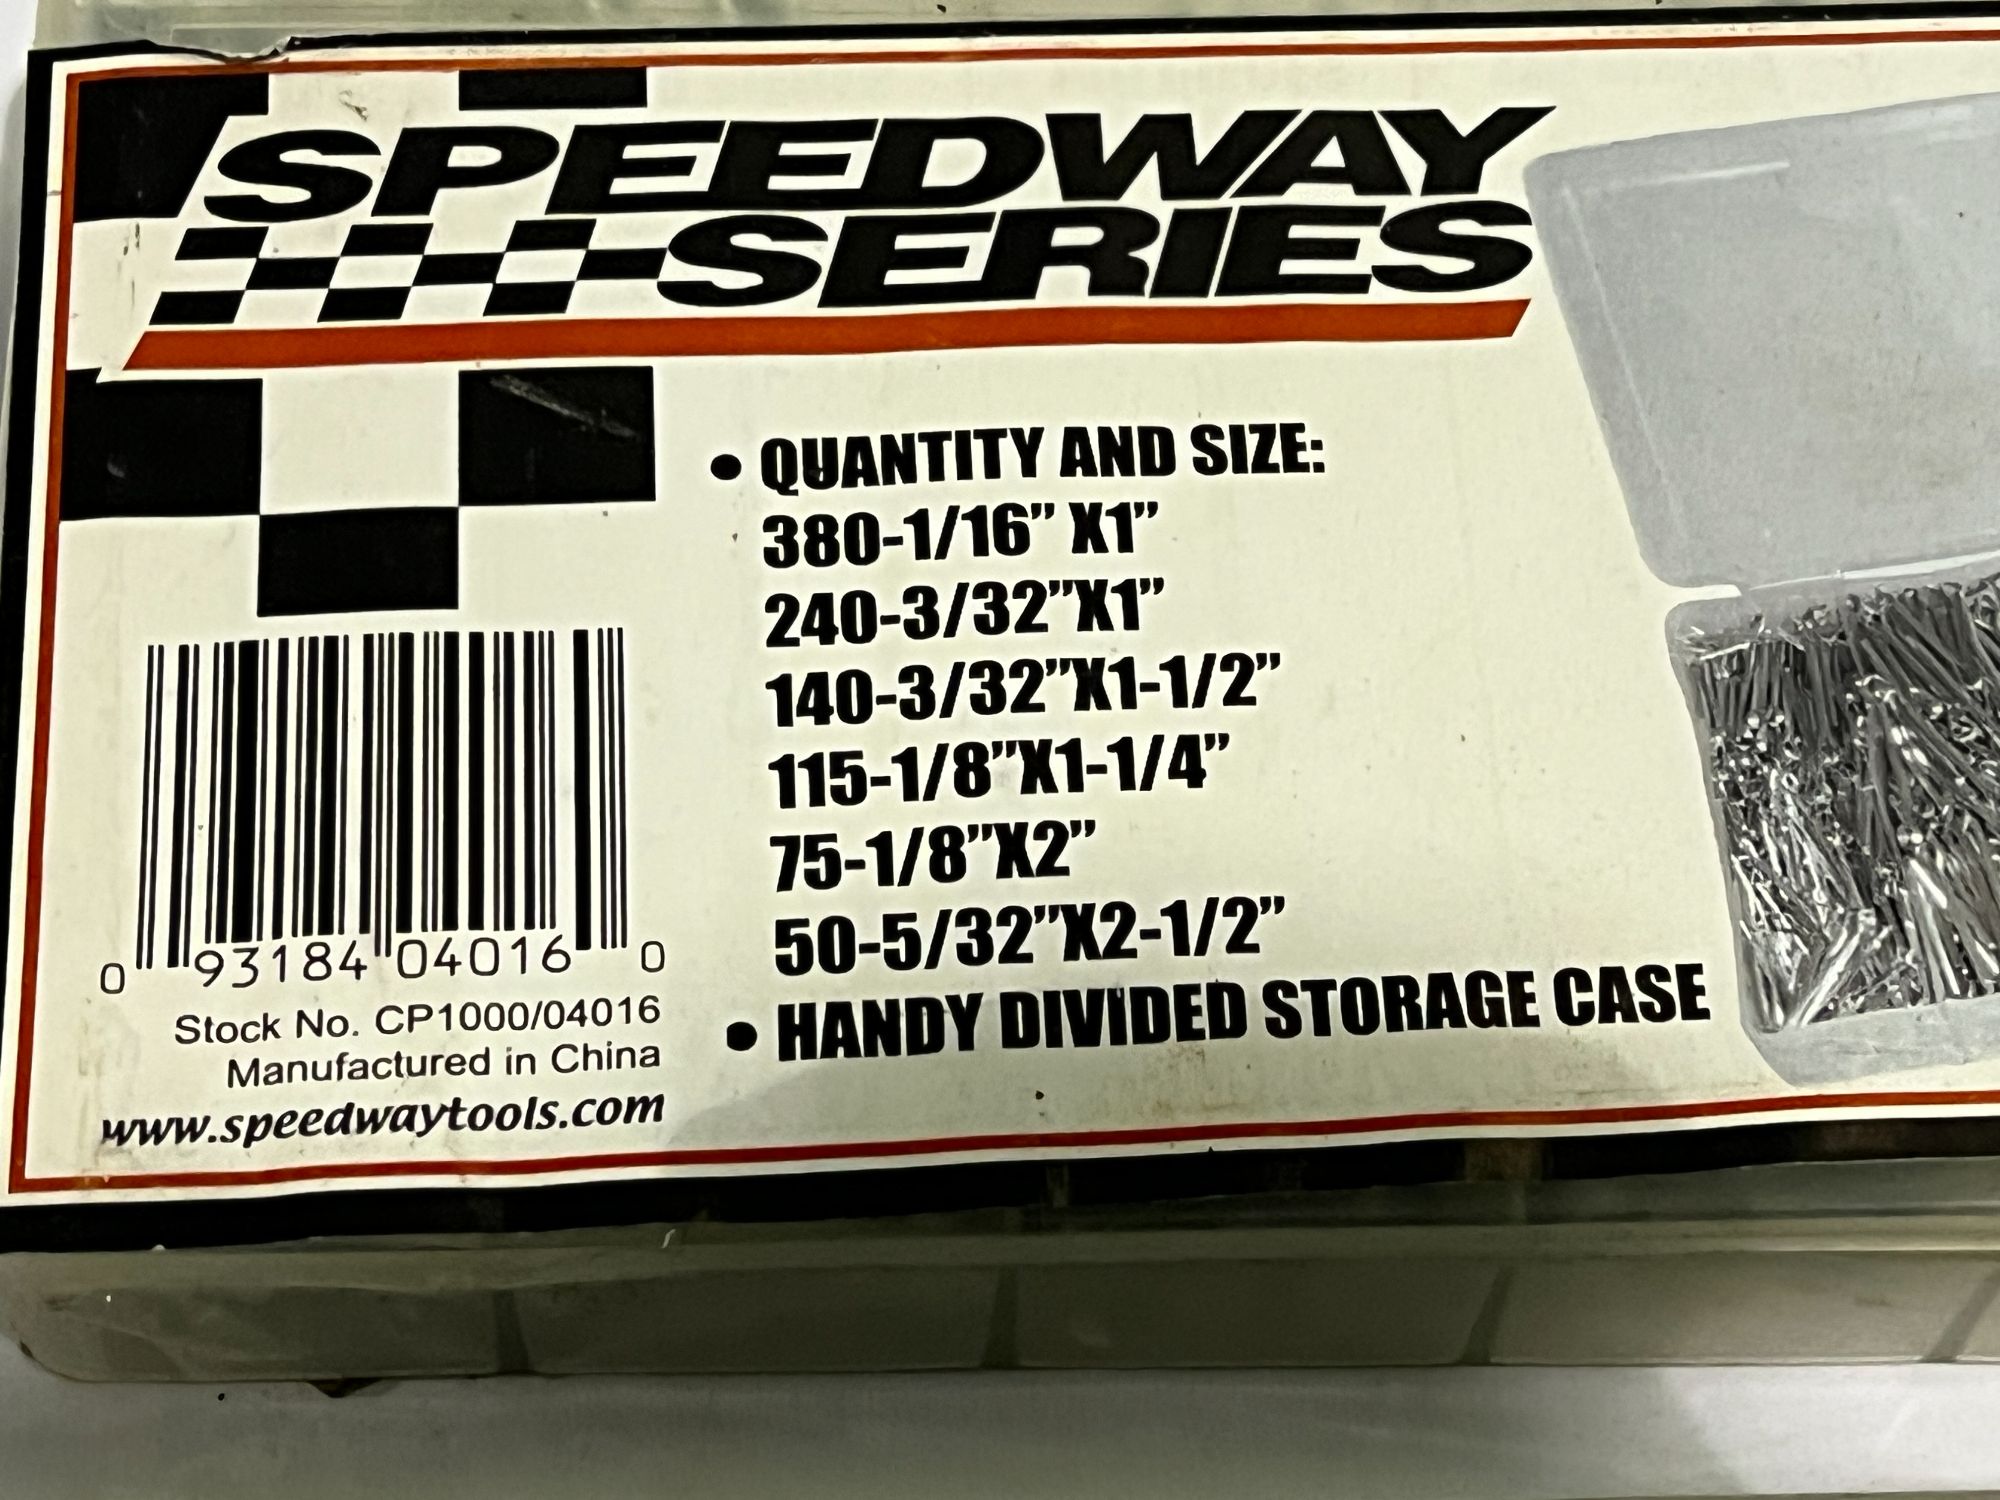 SPEEDWAY
SERIES
• QUANTITY AND SIZE:
380-1/16” X1”
240-3/32”X1”
140-3/32”X1-1/2”
115-1/8”X1-1/4”
75-1/8”X2”
50-5/32”X2-1/2”
• HANDY DIVIDED STORAGE CASE
0 93184 04016 0
Stock No. CP1000/04016
Manufactured in China
www.speedwaytools.com